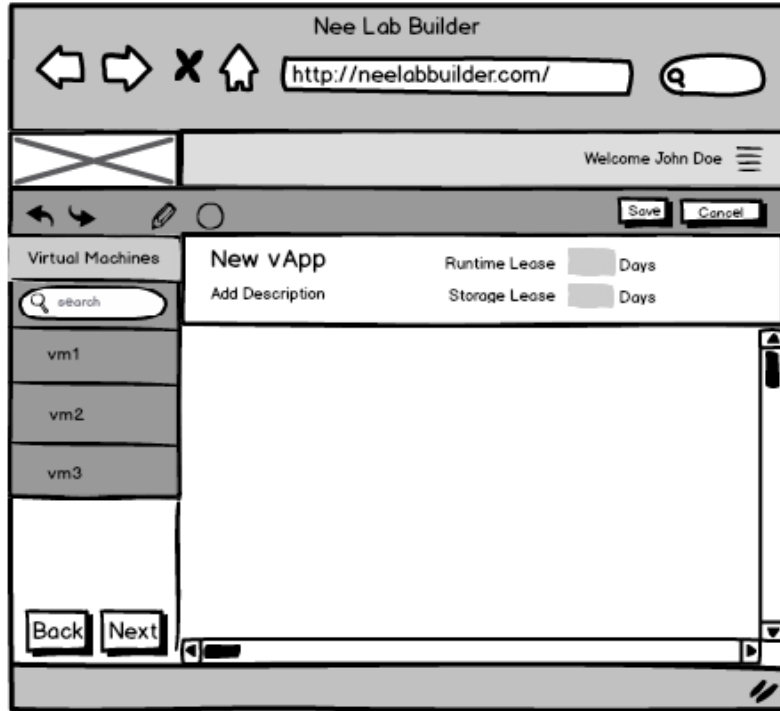 Nee Lab Builder
http://neelabbuilder.com/
Welcome John Doe
Save Cancel
Virtual Machines
search
vm1
vm2
vm3
Back Next
New vApp
Add Description
Runtime Lease Days
Storage Lease Days